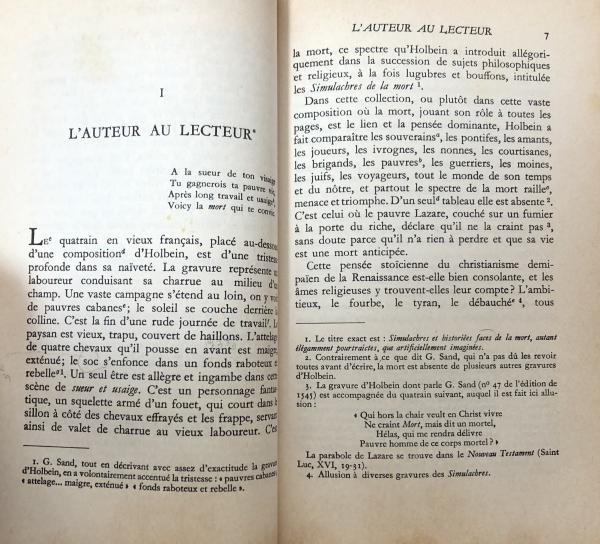 I
L'AUTEUR AU LECTEURa
A la sueur de ton visaige
Tu gagnerois ta pauvre vie,
Après long travail et usaigeb,
Voicy la mort qui te convie.
LEc quatrain en vieux français, placé au-dessous
d'une compositiond d'Holbein, est d'une tristesse
profonde dans sa naïveté. La gravure représente un
laboureur conduisant sa charrue au milieu d'un
champ. Une vaste campagne s'étend au loin, on y voit
de pauvres cabanese; le soleil se couche derrière la
colline. C'est la fin d'une rude journée de travailf. Le
paysan est vieux, trapu, couvert de haillons. L'attelage
de quatre chevaux qu'il pousse en avant est maigre,
exténué; le soc s'enfonce dans un fonds raboteux et
rebelle1. Un seul être est allègre et ingambe dans cette
scène de sueur et usaige. C'est un personnage fantas-
tique, un squelette armé d'un fouet, qui court dans le
sillon à côté des chevaux effrayés et les frappe, servant
ainsi de valet de charrue au vieux laboureur. C'est
1. G. Sand, tout en décrivant avec assez d'exactitude la gravure
d'Holbein, en a volontairement accentué la tristesse : « pauvres cabanes »,
« attelage... maigre, exténué » « fonds raboteux et rebelle ».
L'AUTEUR AU LECTEUR 7
la mort, ce spectre qu'Holbein a introduit allégori-
quement dans la succession de sujets philosophiques
et religieux, à la fois lugubres et bouffons, intitulée
les Simulachres de la mort 1.
Dans cette collection, ou plutôt dans cette vaste
composition où la mort, jouant son rôle à toutes les
pages, est le lien et la pensée dominante, Holbein a
fait comparaître les souverainsa, les pontifes, les amants,
les joueurs, les ivrognes, les nonnes, les courtisanes,
les brigands, les pauvresb, les guerriers, les moines,
les juifs, les voyageurs, tout le monde de son temps
et du nôtre, et partout le spectre de la mort raillec,
menace et triomphe. D'un seuld tableau elle est absente 2.
C'est celui où le pauvre Lazare, couché sur un fumier
à la porte du riche, déclare qu'il ne la craint pas 3,
sans doute parce qu'il n'a rien à perdre et que sa vie
est une mort anticipée.
Cette pensée stoïcienne du christianisme demi-
païen de la Renaissance est-elle bien consolante, et les
âmes religieuses y trouvent-elles leur compte? L'ambi-
tieux, le fourbe, le tyran, le débauchée 4, tous
1. Le titre exact est : Simulachres et historiées faces de la mort, autant
élégamment pourtraictes, que artificiellement imaginées.
2. Contrairement à ce que dit G. Sand, qui n'a pas dû les revoir
toutes avant d'écrire, la mort est absente de plusieurs autres gravures
d'Holbein.
3. La gravure d'Holbein dont parle G. Sand (no 47 de l'édition de
1545) est accompagnée du quatrain suivant, auquel il est fait ici allu-
sion :
« Qui hors la chair veult en Christ vivre
Ne craint Mort, mais dit un mortel,
Hélas, qui me rendra délivre
Pauvre homme de ce corps mortel? »
La parabole de Lazare se trouve dans le Nouveau Testament (Saint
Luc, XVI, 19-31).
4. Allusion à diverses gravures des Simulachres.